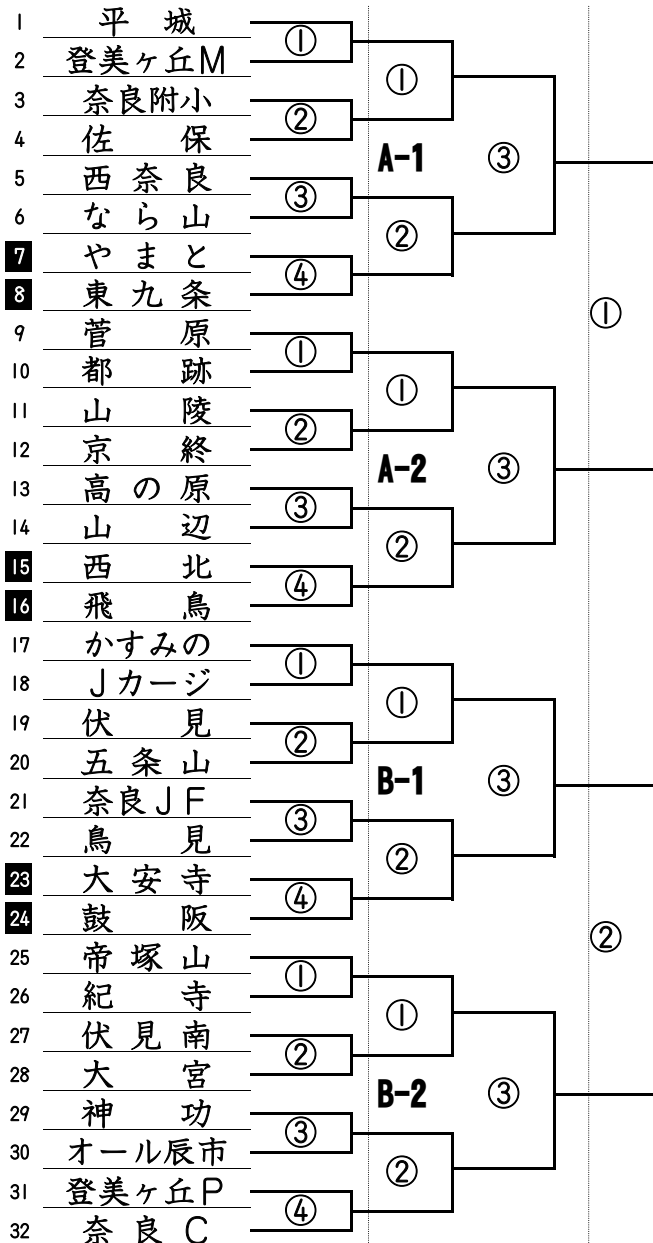 1 平城
①
2 登美ヶ丘M
①
3 奈良附小
②
4 佐保
A-1 ③
5 西奈良
③
6 なら山
②
7 やまと
④
8 東九条
①
9 菅原
①
10 都跡
①
11 山陵
②
12 京終
A-2 ③
13 高の原
③
14 山辺
②
15 西北
④
16 飛鳥
17 かすみの
①
18 Jカージ
①
19 伏見
②
20 五条山
B-1 ③
21 奈良JF
③
22 鳥見
②
23 大安寺
④
24 鼓阪
②
25 帝塚山
①
26 紀寺
①
27 伏見南
②
28 大宮
B-2 ③
29 神功
③
30 オール辰市
②
31 登美ヶ丘P
④
32 奈良C